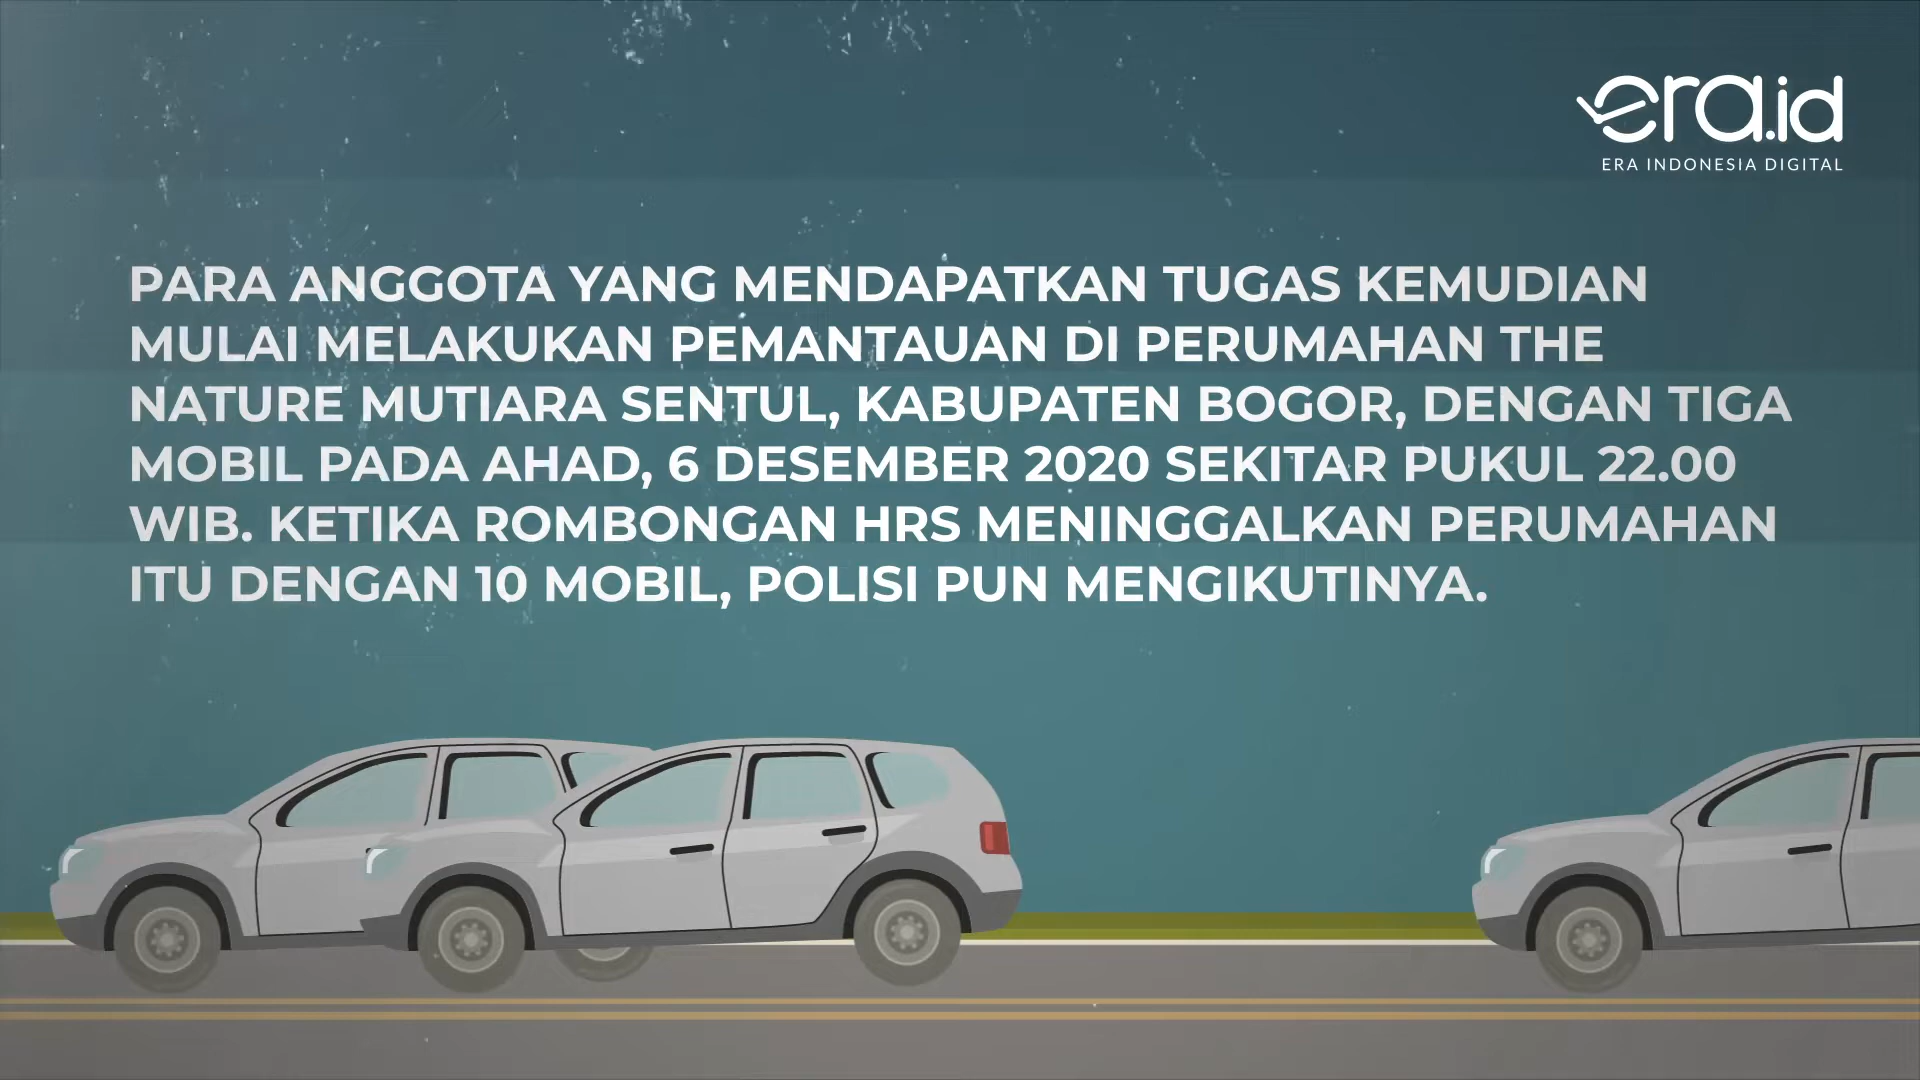 era.id
ERA INDONESIA DIGITAL
PARA ANGGOTA YANG MENDAPATKAN TUGAS KEMUDIAN
MULAI MELAKUKAN PEMANTAUAN DI PERUMAHAN THE
NATURE MUTIARA SENTUL, KABUPATEN BOGOR, DENGAN TIGA
MOBIL PADA AHAD, 6 DESEMBER 2020 SEKITAR PUKUL 22.00
WIB. KETIKA ROMBONGAN HRS MENINGGALKAN PERUMAHAN
ITU DENGAN 10 MOBIL, POLISI PUN MENGIKUTINYA.